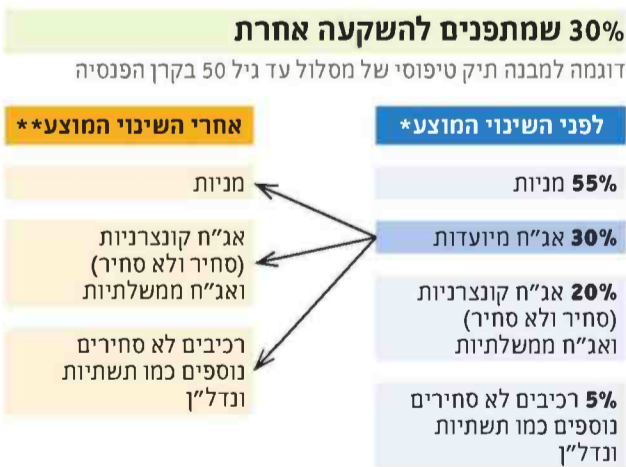 30% שמתפנים להשקעה אחרת
דוגמה למבנה תיק טיפוסי של מסלול עד גיל 50 בקרן הפנסיה
לפני השינוי המוצע*
55% מניות
30% אג״ח מיועדות
20% אג״ח קונצרניות
(סחיר ולא סחיר)
ואג״ח ממשלתיות
5% רכיבים לא סחירים
נוספים כמו תשתיות
ונדל״ן
אחרי השינוי המוצע**
מניות
אג״ח קונצרניות
(סחיר ולא סחיר)
ואג״ח ממשלתיות
רכיבים לא סחירים
נוספים כמו תשתיות
ונדל״ן